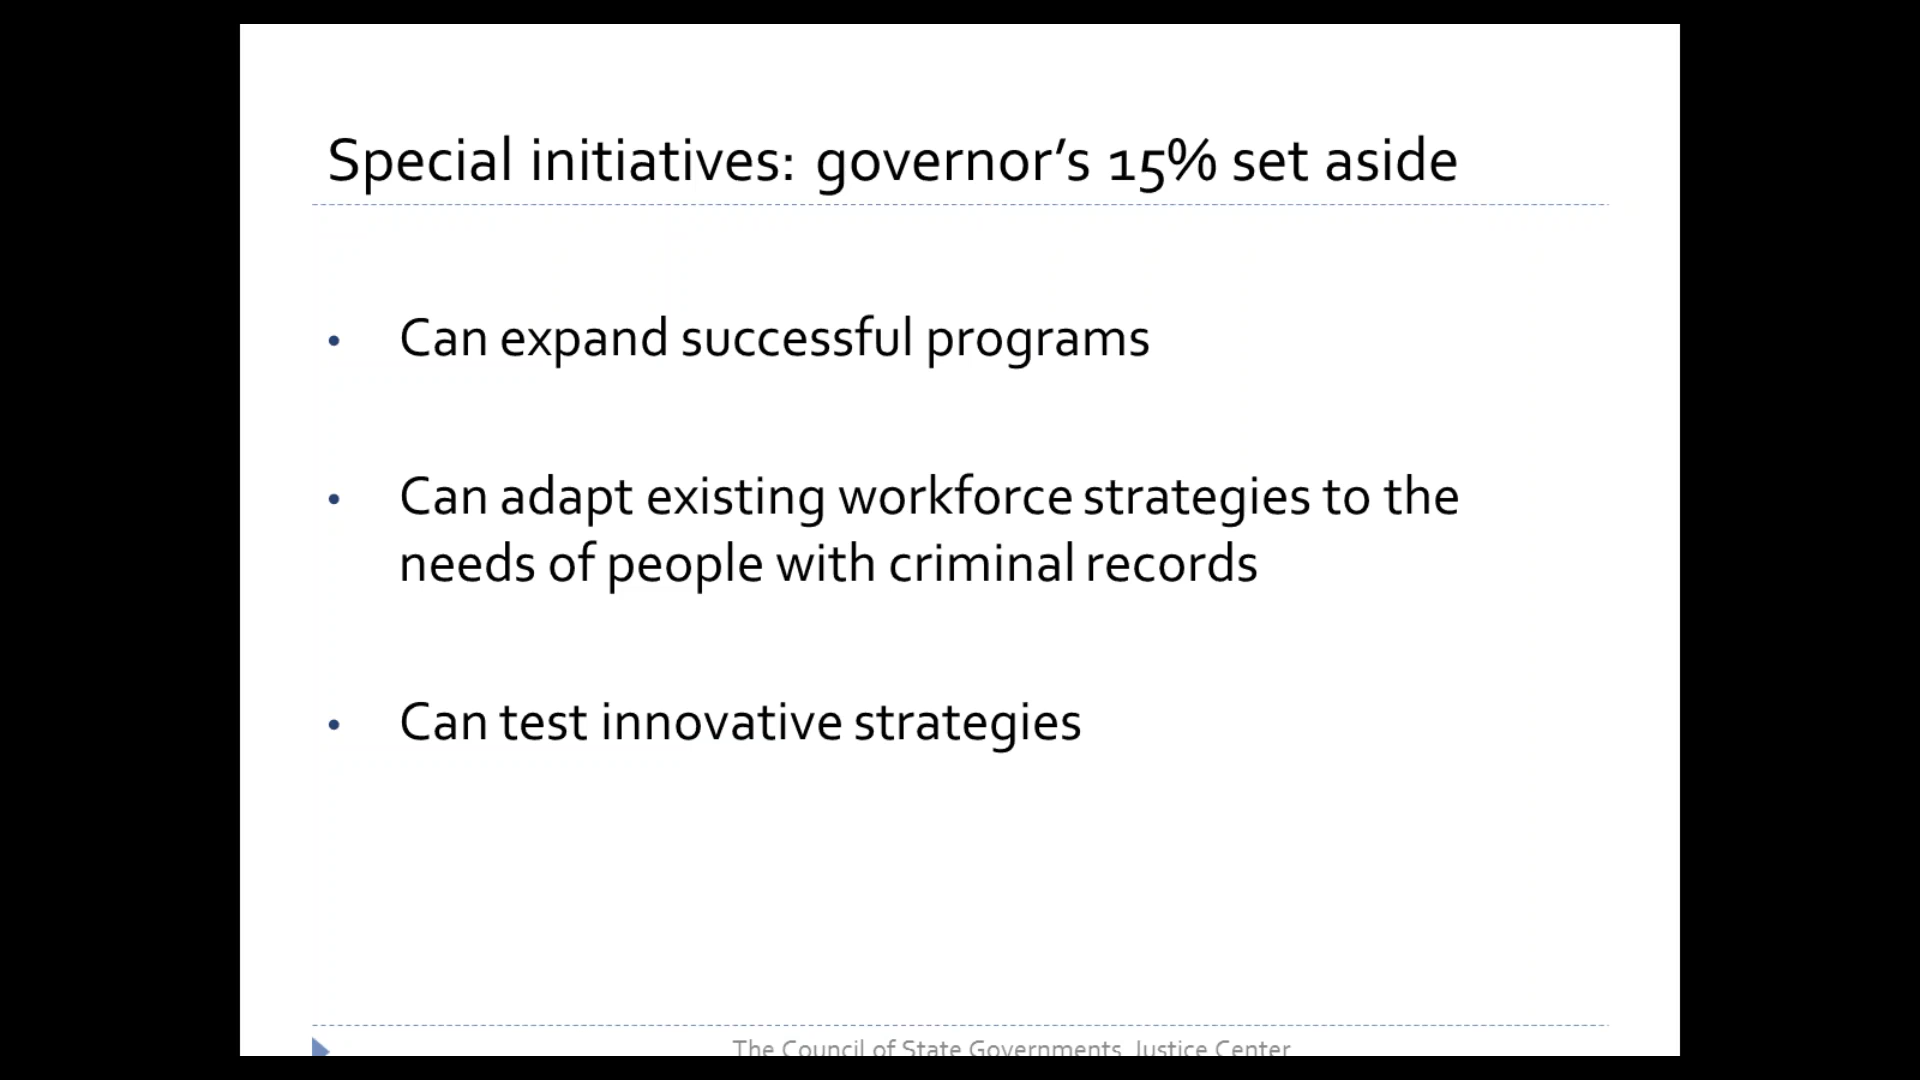 Special initiatives: governor’s 15% set aside
• Can expand successful programs
• Can adapt existing workforce strategies to the
needs of people with criminal records
• Can test innovative strategies
The Council of State Governments Justice Center